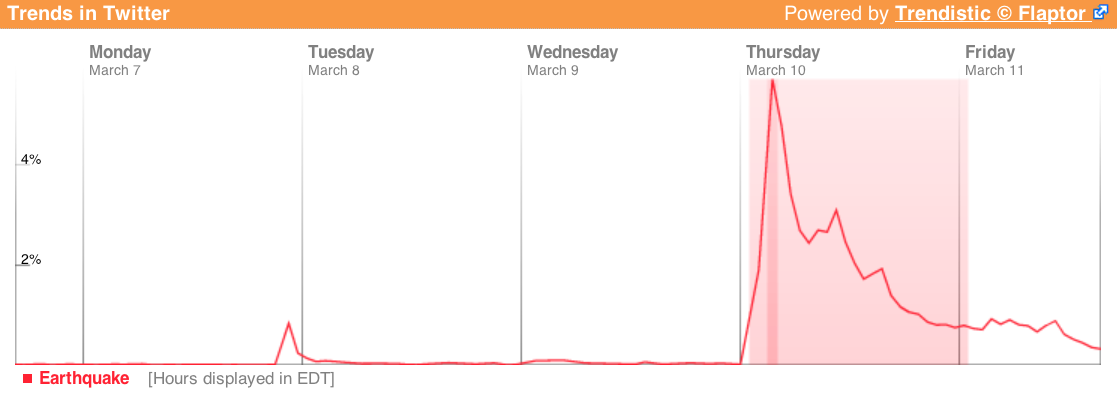 Trends in Twitter
Powered by Trendistic © Flaptor
Monday
March 7
Tuesday
March 8
Wednesday
March 9
Thursday
March 10
Friday
March 11
4%
2%
Earthquake [Hours displayed in EDT]